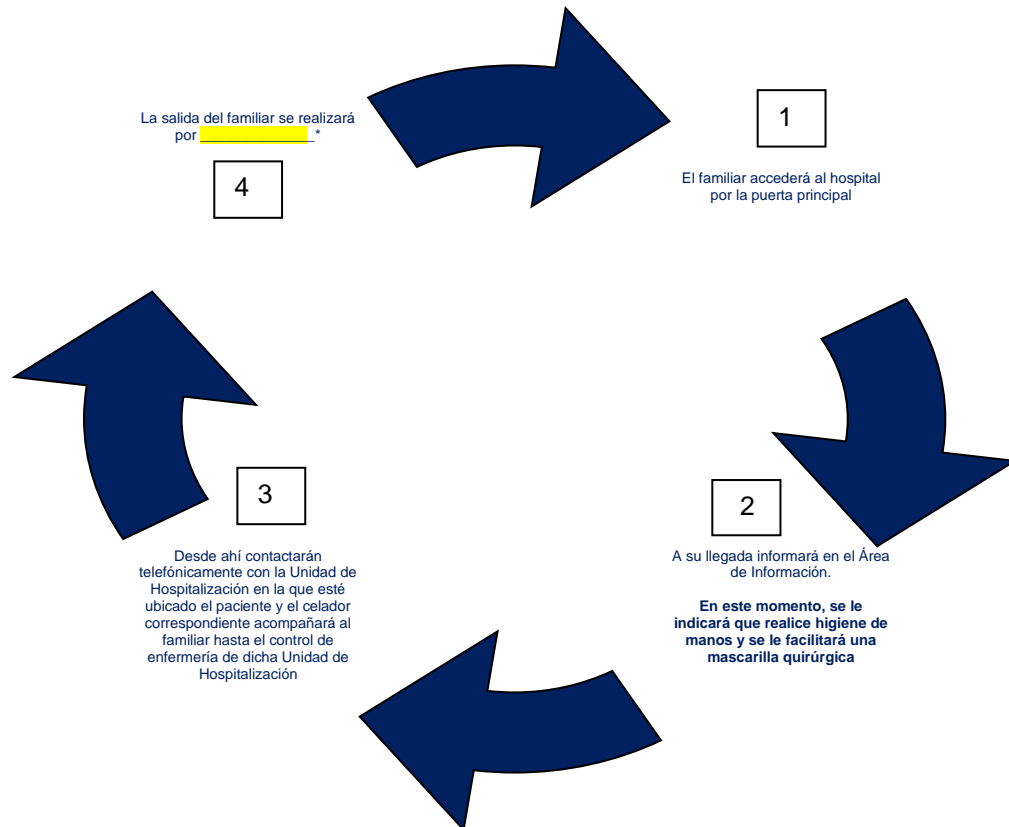 1
El familiar accederá al hospital
por la puerta principal
2
A su llegada informará en el Área
de Información.
En este momento, se le
indicará que realice higiene de
manos y se le facilitará una
mascarilla quirúrgica
3
Desde ahí contactarán
telefónicamente con la Unidad de
Hospitalización en la que esté
ubicado el paciente y el celador
correspondiente acompañará al
familiar hasta el control de
enfermería de dicha Unidad de
Hospitalización
La salida del familiar se realizará
por ______________*
4